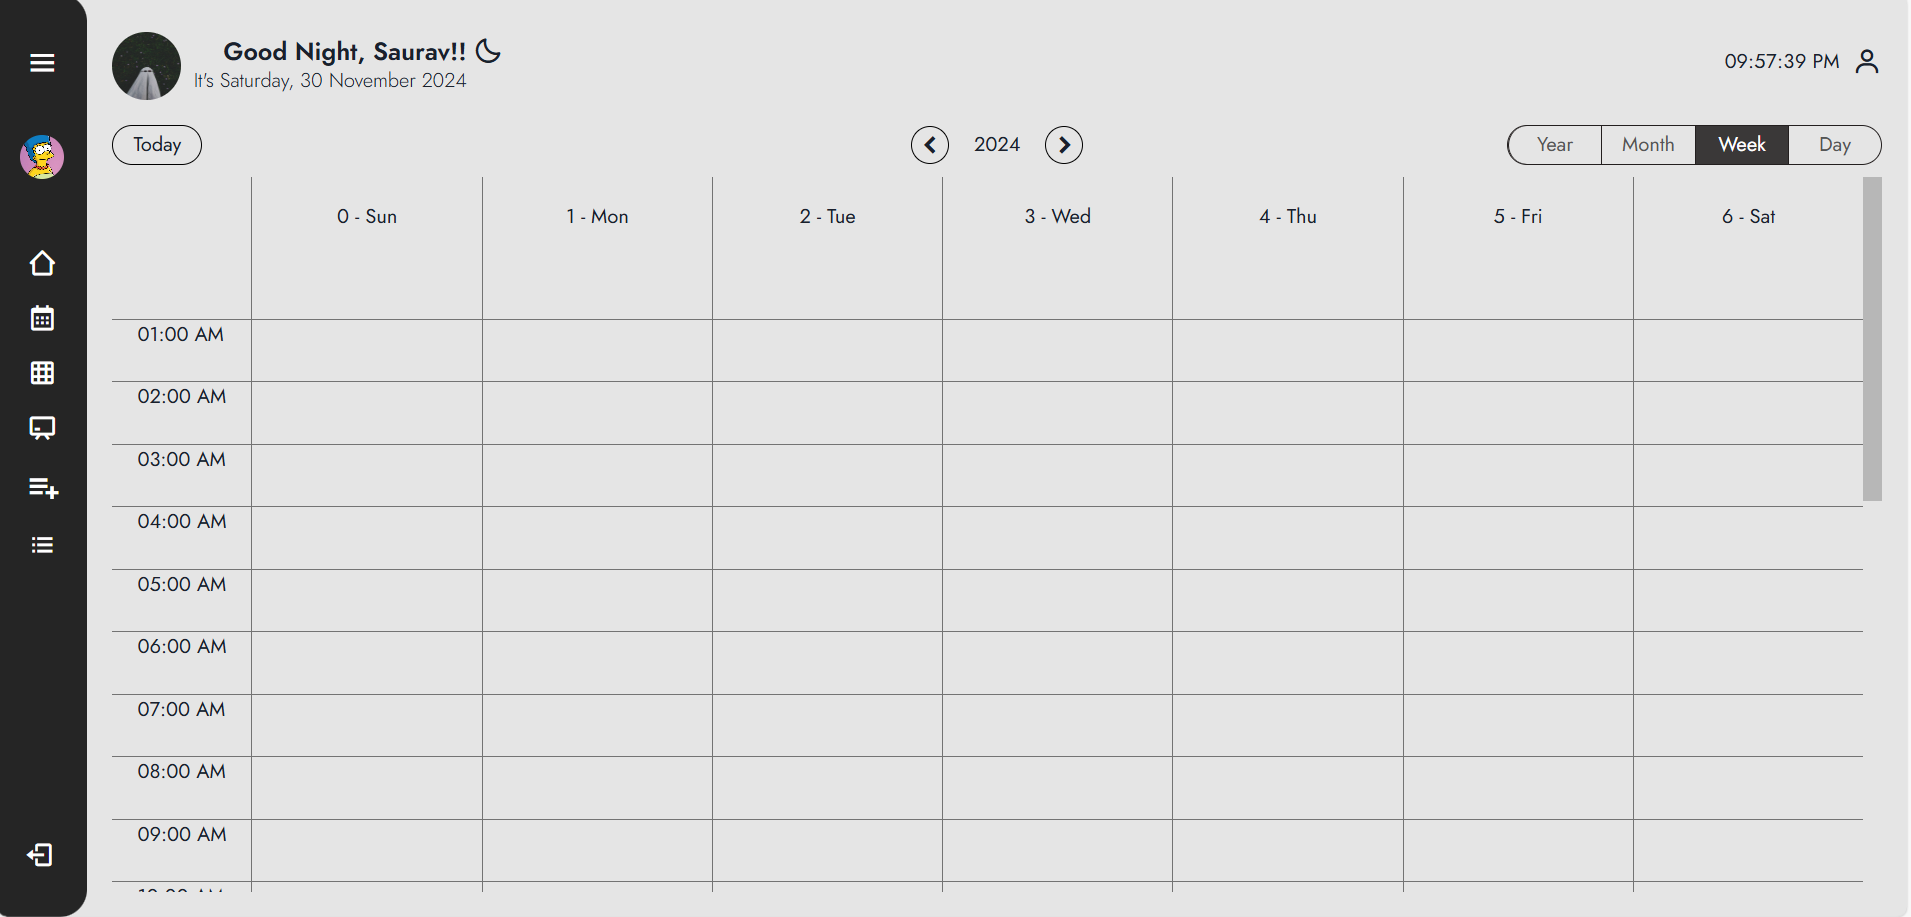 Good Night, Saurav!!
It's Saturday, 30 November 2024
09:57:39 PM
Today
2024
Year Month Week Day
0 - Sun 1 - Mon 2 - Tue 3 - Wed 4 - Thu 5 - Fri 6 - Sat
01:00 AM
02:00 AM
03:00 AM
04:00 AM
05:00 AM
06:00 AM
07:00 AM
08:00 AM
09:00 AM